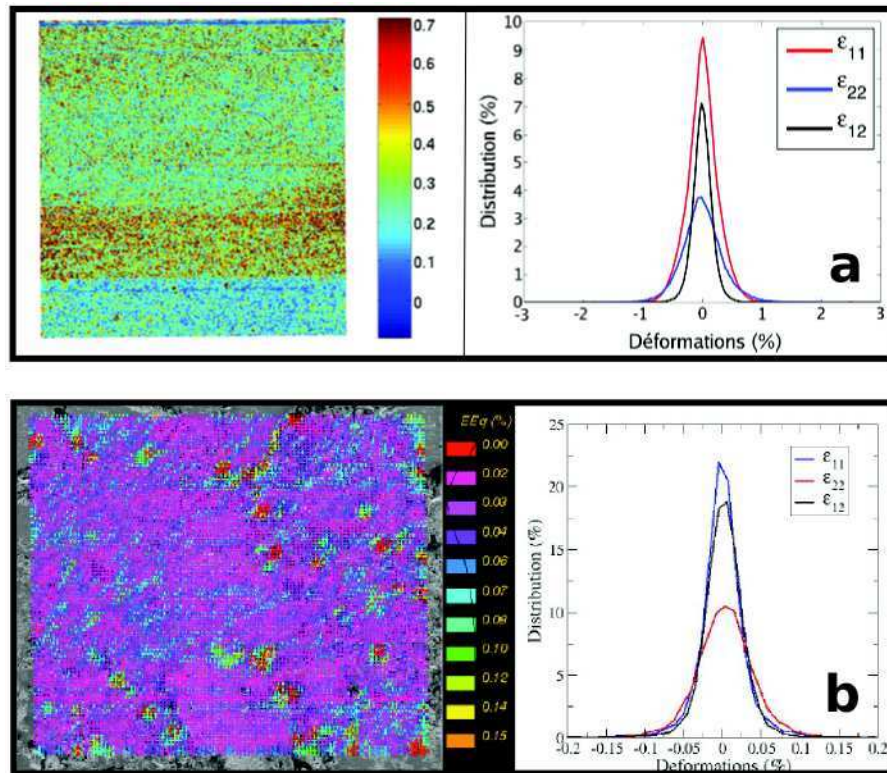 0.7
0.6
0.5
0.4
0.3
0.2
0.1
0
10
9
8
7
6
5
4
3
2
1
0
Distribution (%)
-3 -2 -1 0 1 2 3
Déformations (%)
ε11
ε22
ε12
a
EEq (%)
0.00
0.02
0.03
0.04
0.06
0.07
0.09
0.10
0.12
0.14
0.15
25
20
15
10
5
0
Distribution (%)
-0.2 -0.15 -0.1 -0.05 0 0.05 0.1 0.15 0.2
Deformations (%)
ε11
ε22
ε12
b